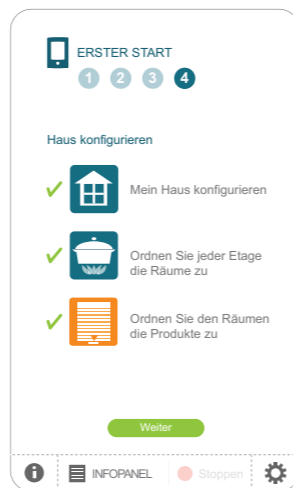 ERSTER START
1 2 3 4
Haus konfigurieren
Mein Haus konfigurieren
Ordnen Sie jeder Etage
die Räume zu
Ordnen Sie den Räumen
die Produkte zu
Weiter
i INFOPANEL Stoppen